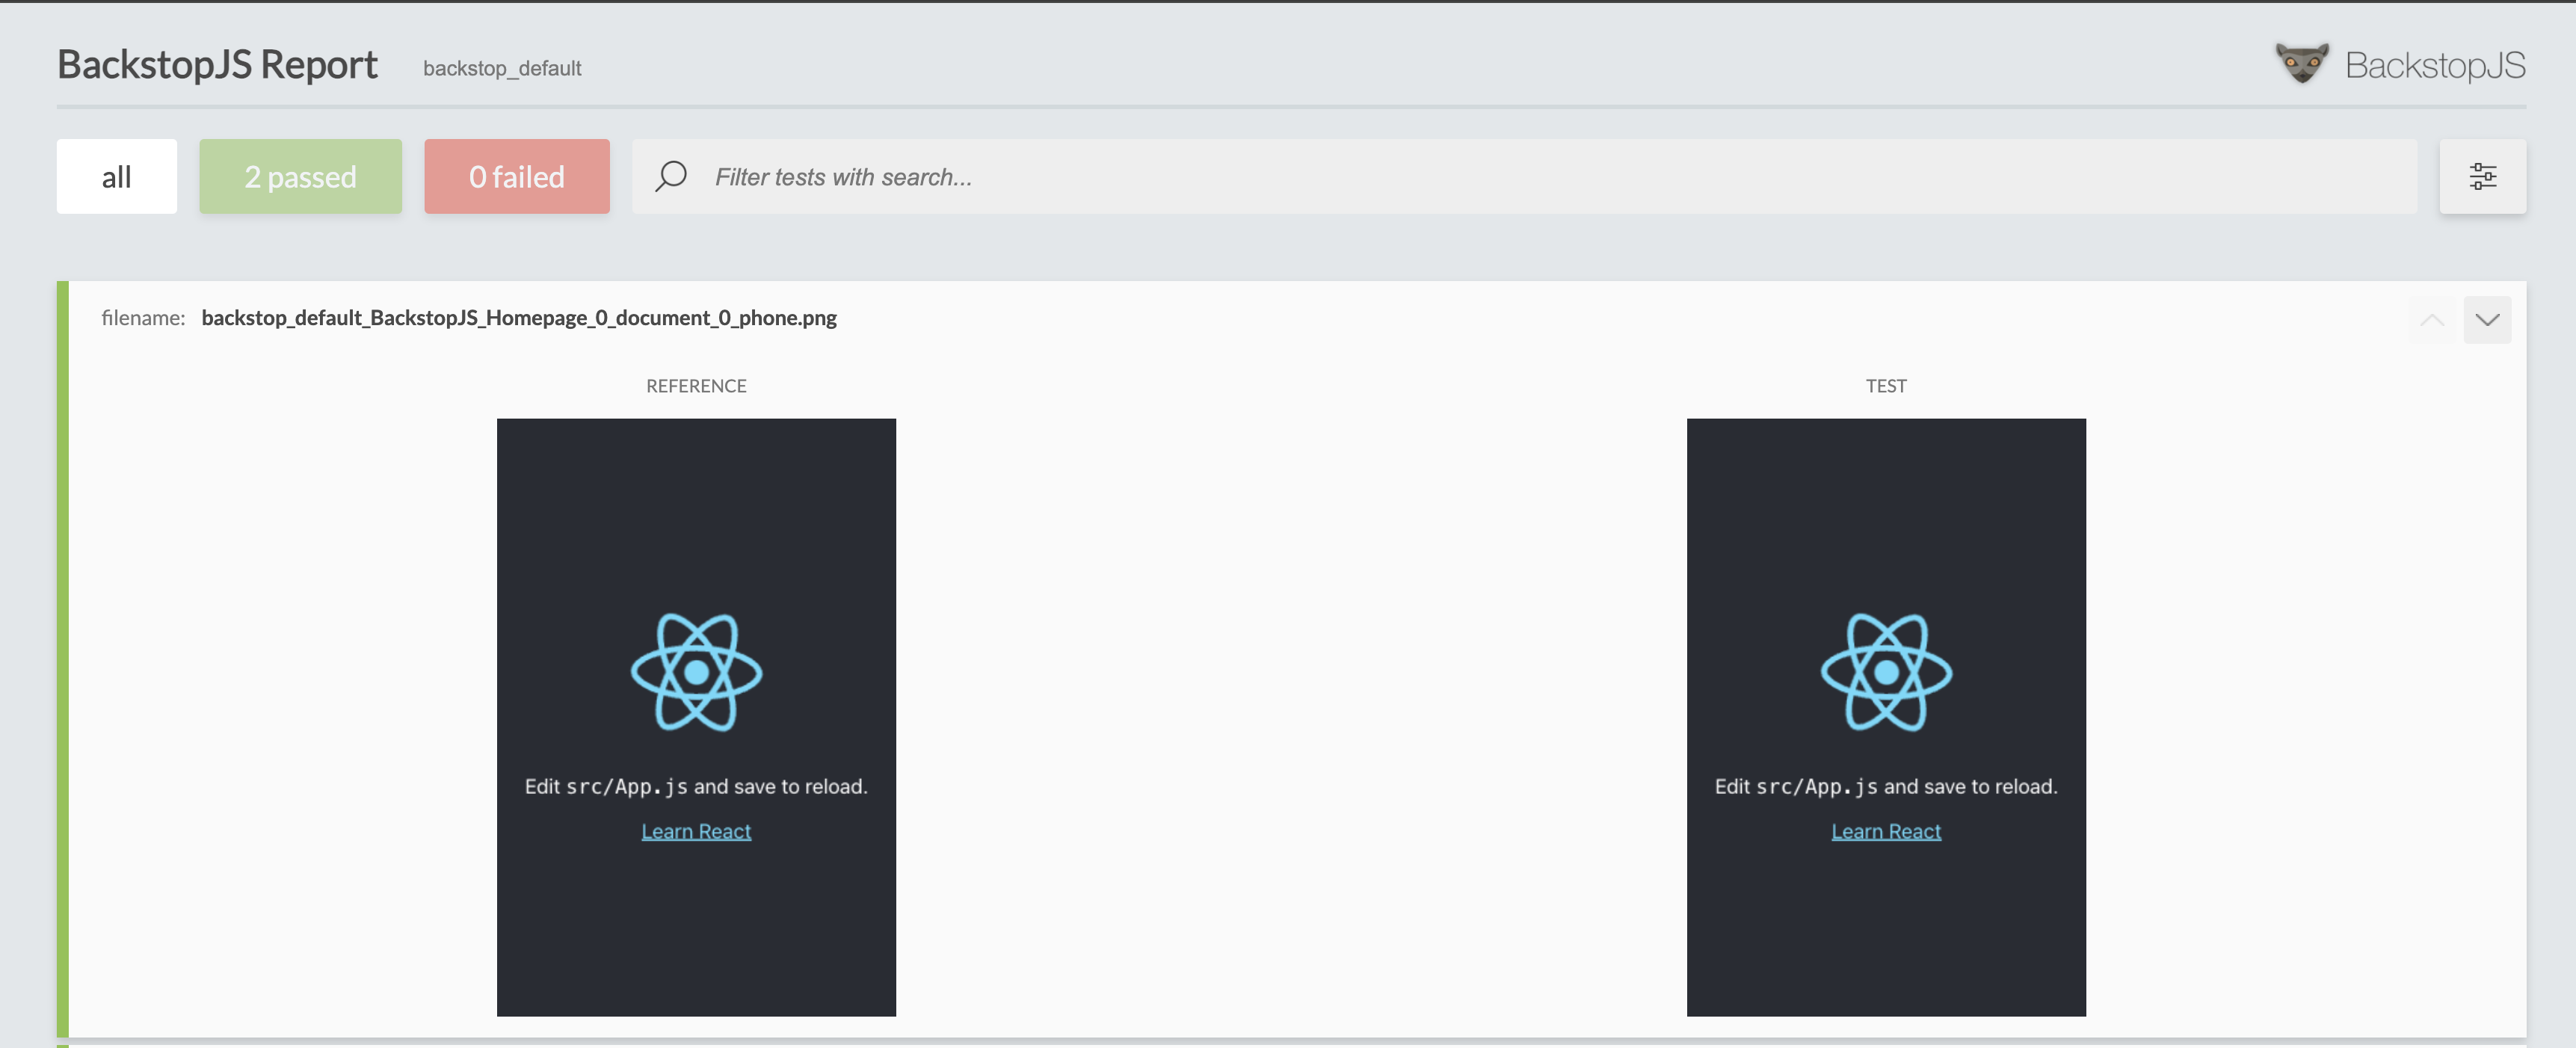 BackstopJS Report backstop_default BackstopJS
all 2 passed 0 failed Filter tests with search...
filename: backstop_default_BackstopJS_Homepage_0_document_0_phone.png
REFERENCE TEST
Edit src/App.js and save to reload. Edit src/App.js and save to reload.
Learn React Learn React